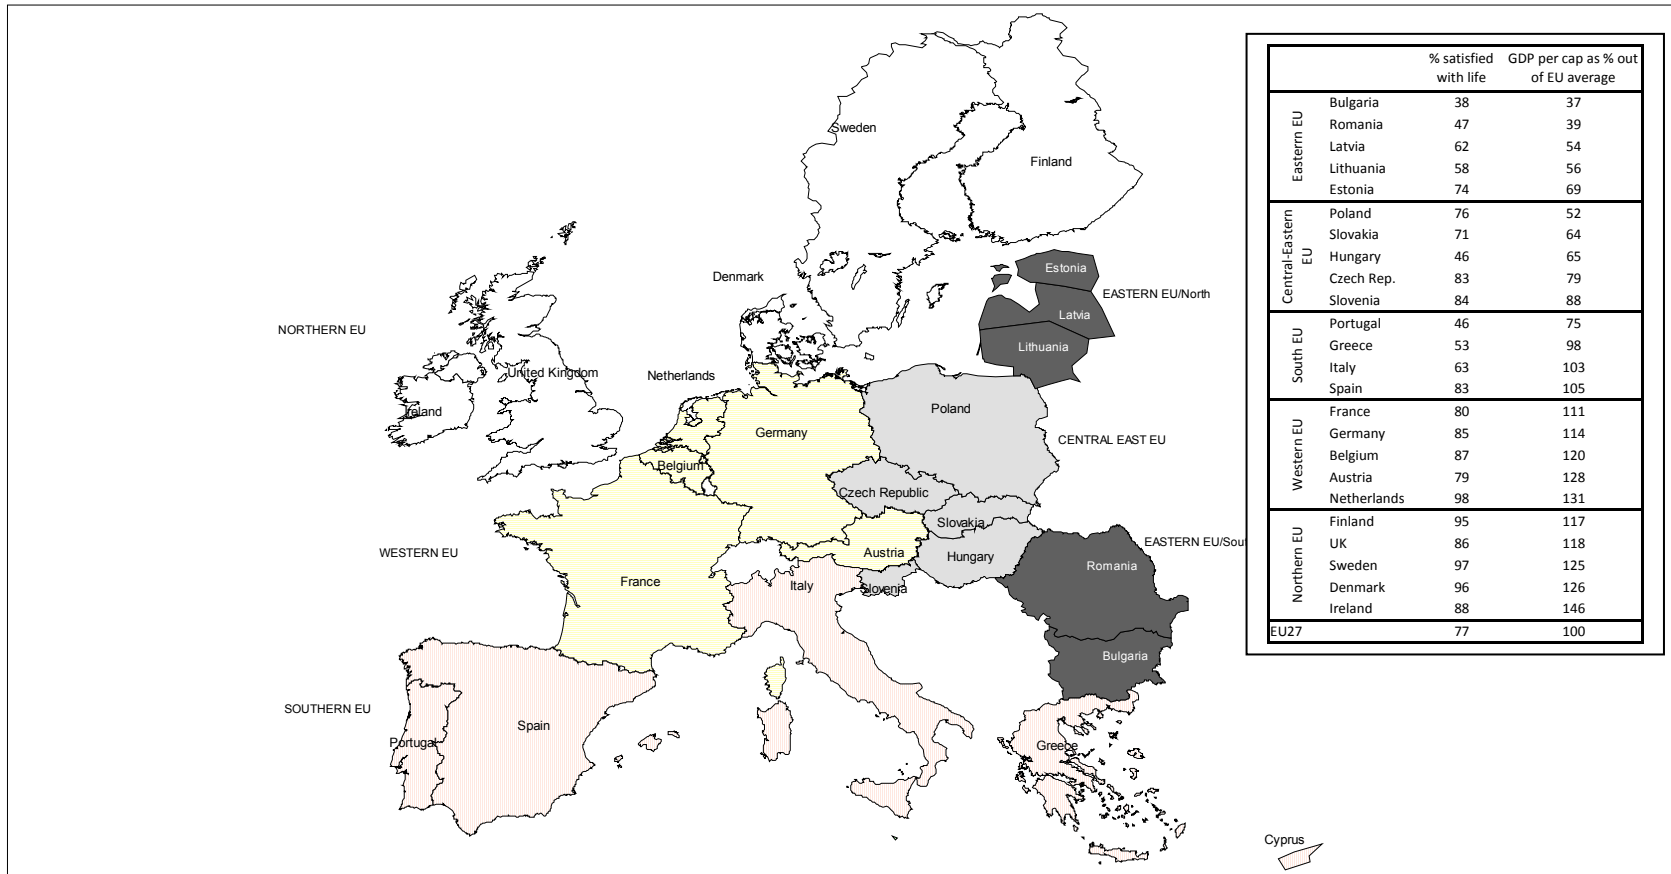 Sweden
Finland
Denmark
Estonia
EASTERN EU/North
NORTHERN EU
Latvia
Lithuania
United Kingdom
Netherlands
Ireland
Poland
Germany
CENTRAL EAST EU
Belgium
Czech Republic
Slovakia
WESTERN EU
Austria
Hungary
EASTERN EU/Sout
Romania
France
Italy
Slovenia
Bulgaria
SOUTHERN EU
Spain
Portugal
Greece
Cyprus
% satisfied GDP per cap as % out
with life of EU average
Easterrn EU
Bulgaria 38 37
Romania 47 39
Latvia 62 54
Lithuania 58 56
Estonia 74 69
Central-Eastern
EU
Poland 76 52
Slovakia 71 64
Hungary 46 65
Czech Rep. 83 79
Slovenia 84 88
South EU
Portugal 46 75
Greece 53 98
Italy 63 103
Spain 83 105
Western EU
France 80 111
Germany 85 114
Belgium 87 120
Austria 79 128
Netherlands 98 131
Northern EU
Finland 95 117
UK 86 118
Sweden 97 125
Denmark 96 126
Ireland 88 146
EU27 77 100